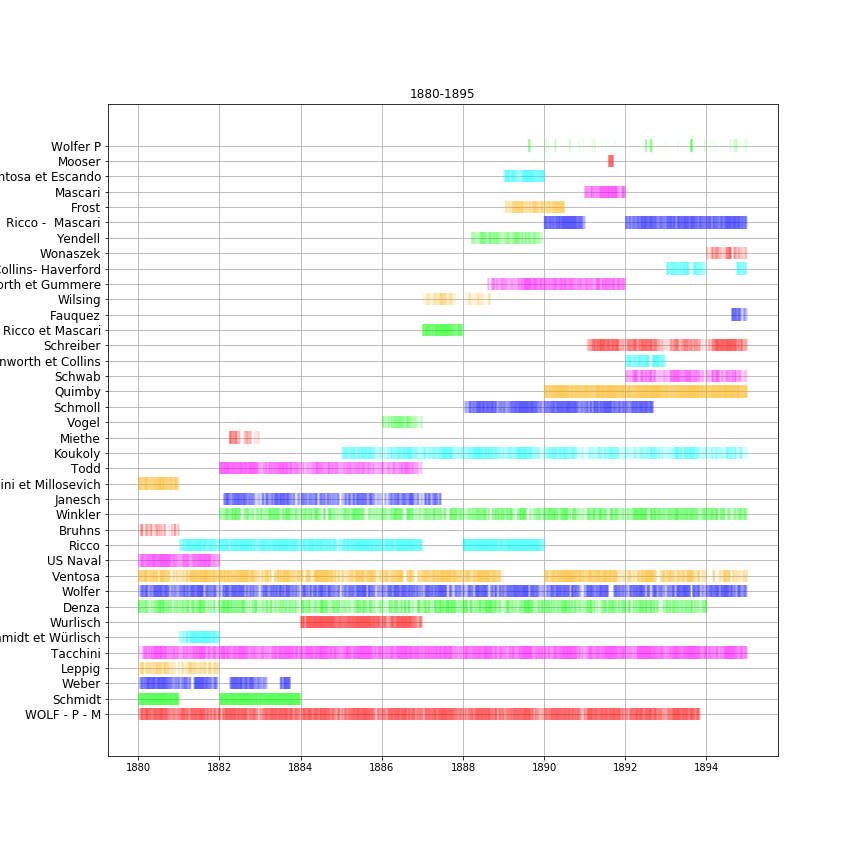 1880-1895
Wolfer P
Mooser
ntosa et Escando
Mascari
Frost
Ricco - Mascari
Yendell
Wonaszek
Collins- Haverford
orth et Gummere
Wilsing
Fauquez
Ricco et Mascari
Schreiber
nworth et Collins
Schwab
Quimby
Schmoll
Vogel
Miethe
Koukoly
Todd
ini et Millosevich
Janesch
Winkler
Bruhns
Ricco
US Naval
Ventosa
Wolfer
Denza
Wurlisch
midt et Würlisch
Tacchini
Leppig
Weber
Schmidt
WOLF - P - M
1880 1882 1884 1886 1888 1890 1892 1894